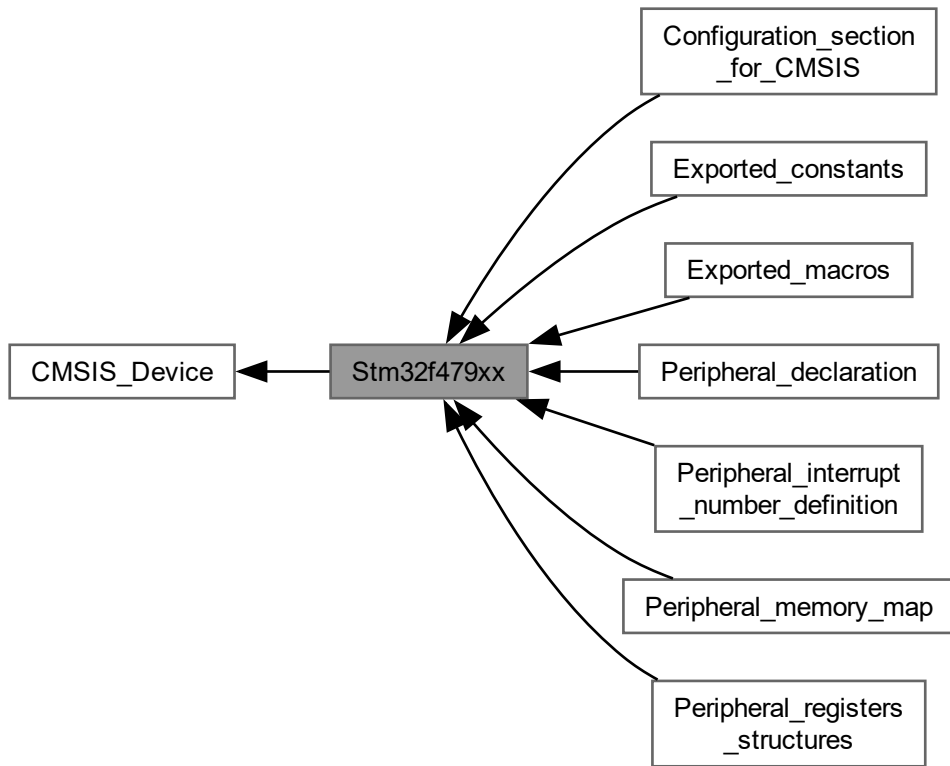 Configuration_section
_for_CMSIS
Exported_constants
Exported_macros
CMSIS_Device
Stm32f479xx
Peripheral_declaration
Peripheral_interrupt
_number_definition
Peripheral_memory_map
Peripheral_registers
_structures